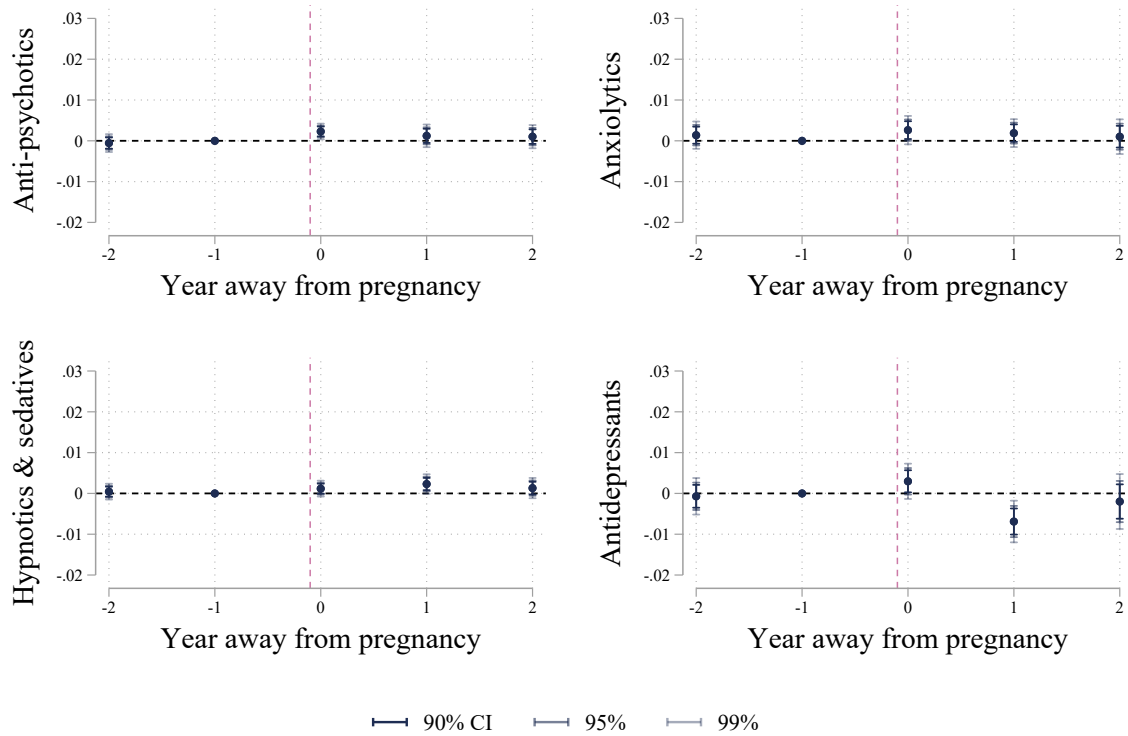 Anti-psychotics
.03
.02
.01
0
-.01
-.02
-2 -1 0 1 2
Year away from pregnancy
Anxiolytics
.03
.02
.01
0
-.01
-.02
-2 -1 0 1 2
Year away from pregnancy
Hypnotics & sedatives
.03
.02
.01
0
-.01
-.02
-2 -1 0 1 2
Year away from pregnancy
Antidepressants
.03
.02
.01
0
-.01
-.02
-2 -1 0 1 2
Year away from pregnancy
90% CI 95% 99%